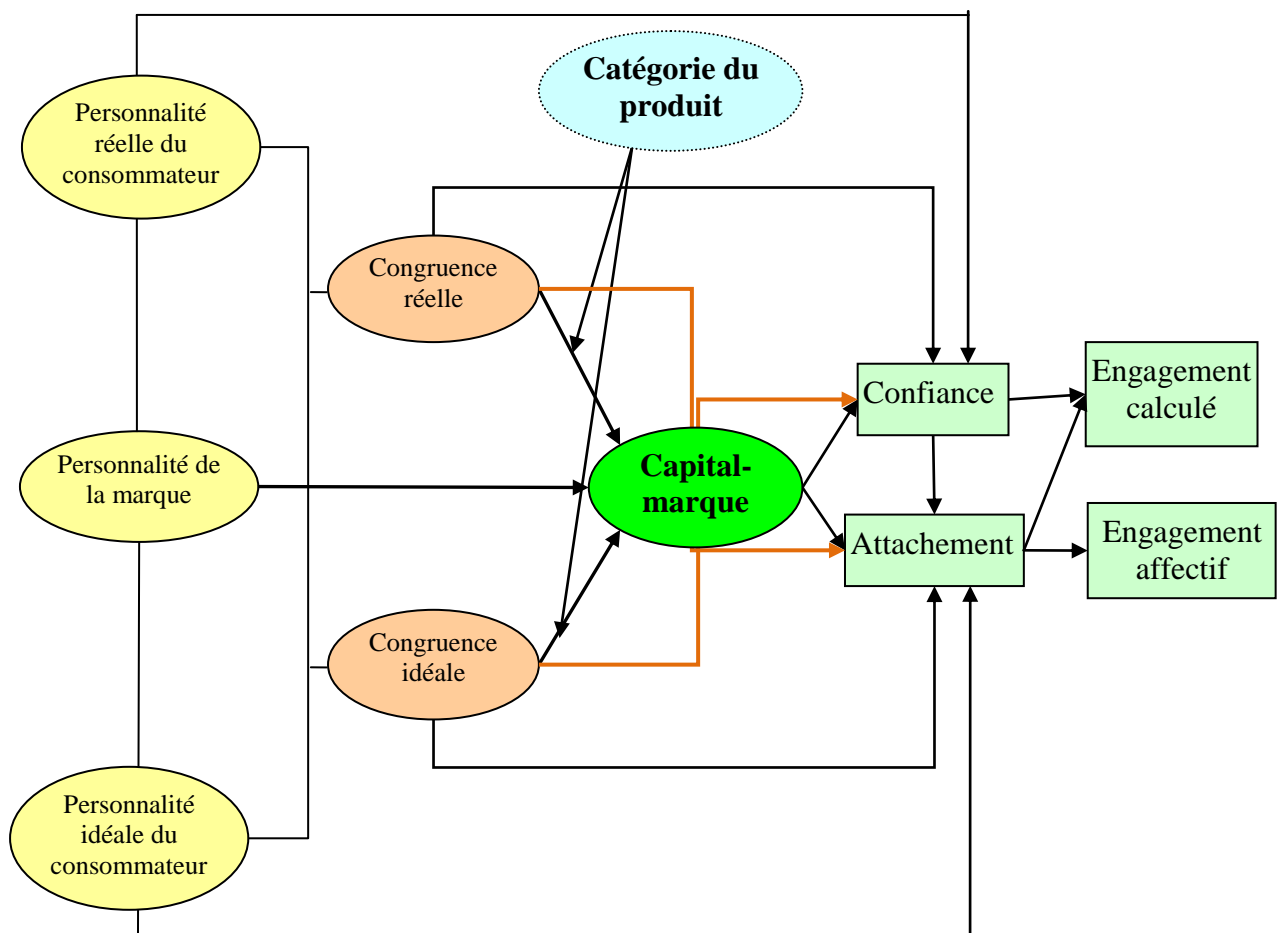 Catégorie du
produit
Personnalité
réelle du
consommateur
Congruence
réelle
Confiance
Engagement
calculé
Personnalité de
la marque
Capital-
marque
Attachement
Engagement
affectif
Congruence
idéale
Personnalité
idéale du
consommateur